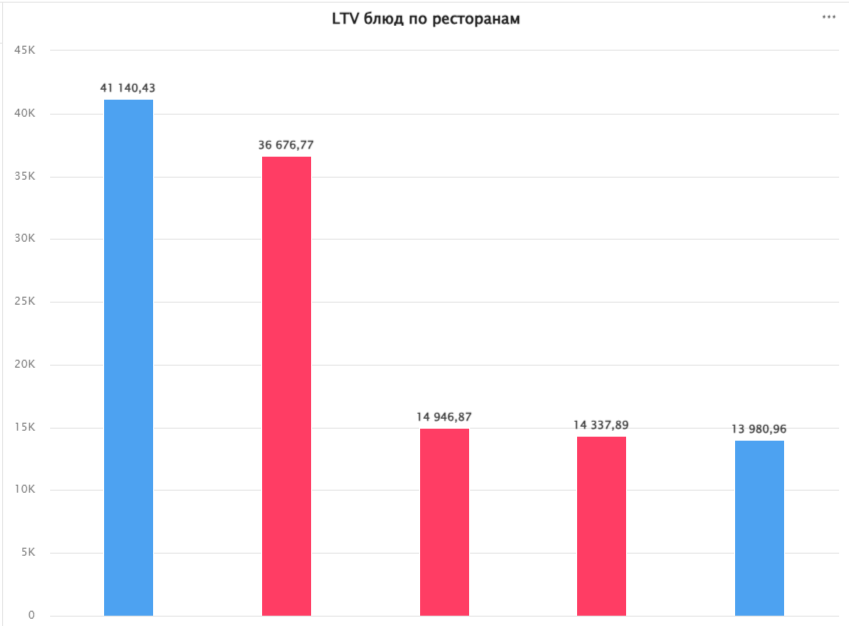 LTV блюд по ресторанам
45K
41 140,43
40K
36 676,77
35K
30K
25K
20K
14 946,87
14 337,89
13 980,96
15K
10K
5K
0